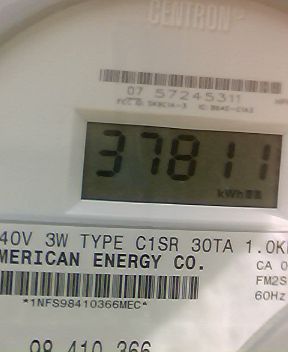 CENTRON
07 57245311
37811
kWh
40V 3W TYPE C1SR 30TA 1.0K
MERICAN ENERGY CO.
CA 0
FM2S
60Hz
*1NFS98410366MEC*
98 410 366